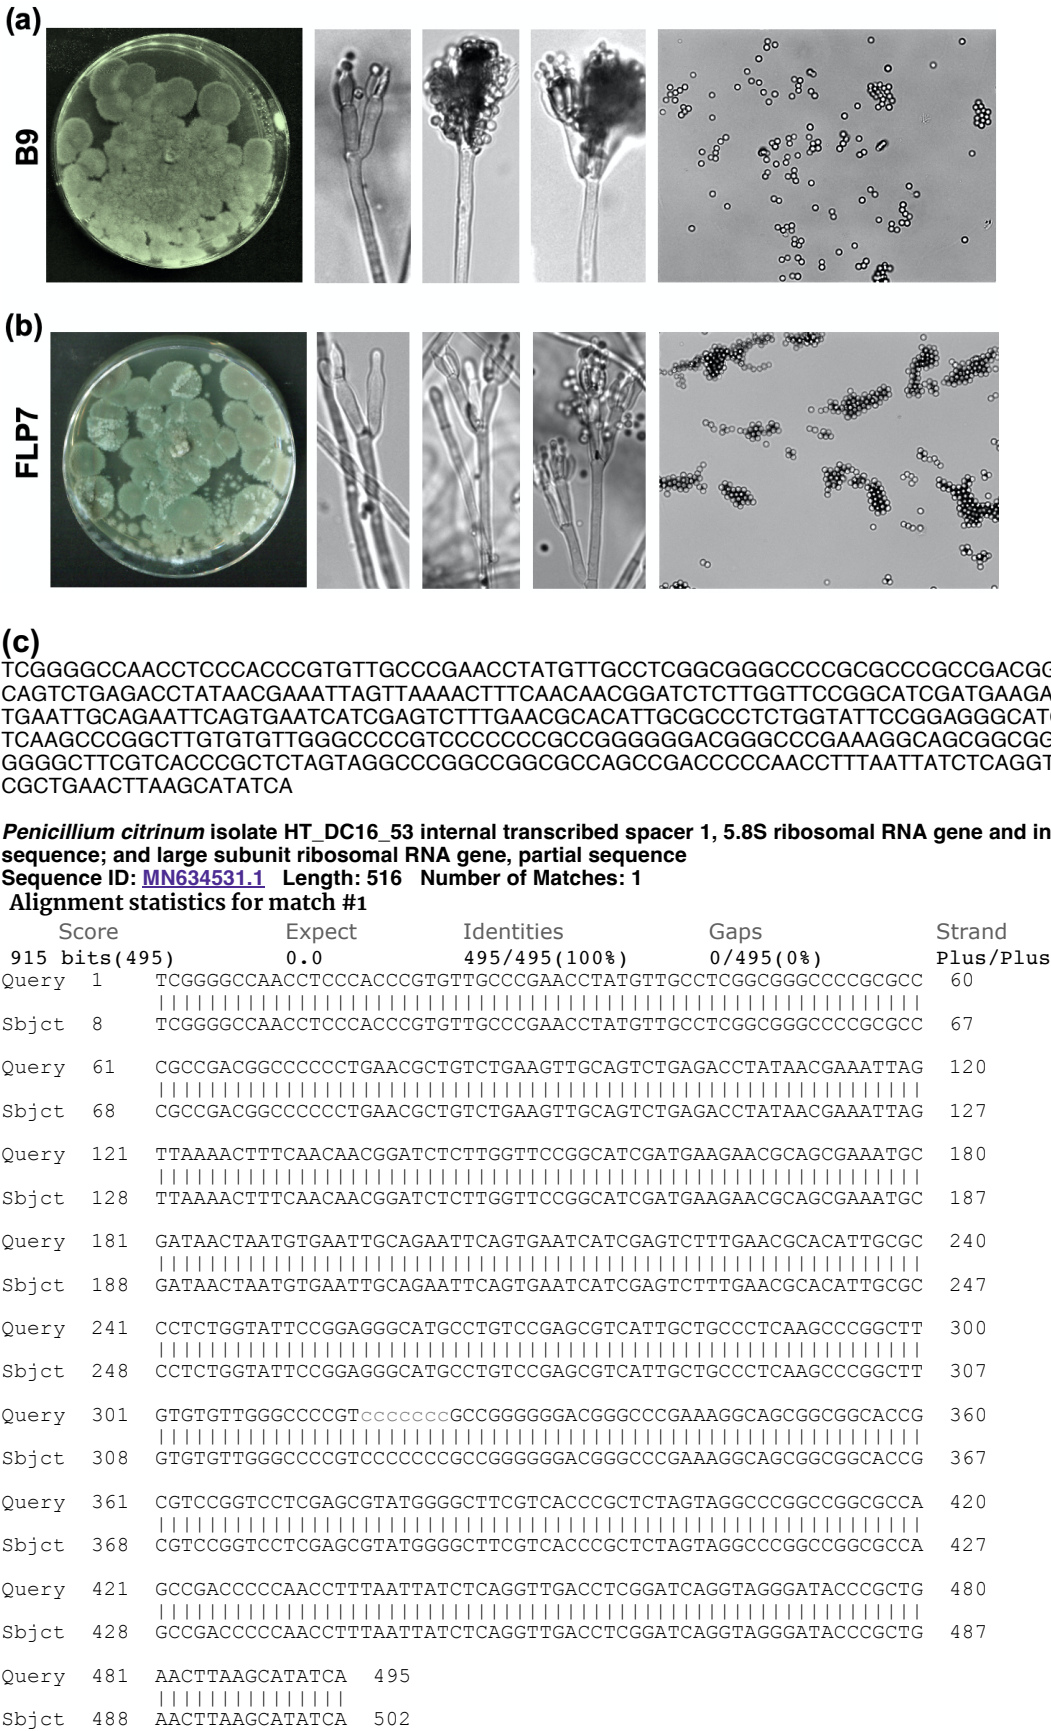 (a)
B9
(b)
FLP7
(c)
TCGGGGCCAACCTCCCACCCGTGTTGCCCGAACCTATGTTGCCTCGGCGGGCCCCGCGCCCGCCGACGG
CAGTCTGAGACCTATAACGAAATTAGTTAAAACTTTCAACAACGGATCTCTTGGTTCCGGCATCGATGAAGA
TGAATTGCAGAATTCAGTGAATCATCGAGTCTTTGAACGCACATTGCGCCCTCTGGTATTCCGGAGGGCAT
TCAAGCCCGGCTTGTGTGTTGGGCCCCGTCCCCCCCGCCGGGGGGACGGGCCCGAAAGGCAGCGGCGG
GGGGCTTCGTCACCCGCTCTAGTAGGCCCGGCCGGCGCCAGCCGACCCCCAACCTTTAATTATCTCAGGT
CGCTGAACTTAAGCATATCA
Penicillium citrinum isolate HT_DC16_53 internal transcribed spacer 1, 5.8S ribosomal RNA gene and in
sequence; and large subunit ribosomal RNA gene, partial sequence
Sequence ID: MN634531.1 Length: 516 Number of Matches: 1
Alignment statistics for match #1
Score Expect Identities Gaps Strand
915 bits(495) 0.0 495/495(100%) 0/495(0%) Plus/Plus
Query 1 TCGGGGCCAACCTCCCACCCGTGTTGCCCGAACCTATGTTGCCTCGGCGGGCCCCGCGCC 60
Sbjct 8 TCGGGGCCAACCTCCCACCCGTGTTGCCCGAACCTATGTTGCCTCGGCGGGCCCCGCGCC 67
Query 61 CGCCGACGGCCCCCCTGAACGCTGTCTGAAGTTGCAGTCTGAGACCTATAACGAAATTAG 120
Sbjct 68 CGCCGACGGCCCCCCTGAACGCTGTCTGAAGTTGCAGTCTGAGACCTATAACGAAATTAG 127
Query 121 TTAAAACTTTCAACAACGGATCTCTTGGTTCCGGCATCGATGAAGAACGCAGCGAAATGC 180
Sbjct 128 TTAAAACTTTCAACAACGGATCTCTTGGTTCCGGCATCGATGAAGAACGCAGCGAAATGC 187
Query 181 GATAACTAATGTGAATTGCAGAATTCAGTGAATCATCGAGTCTTTGAACGCACATTGCGC 240
Sbjct 188 GATAACTAATGTGAATTGCAGAATTCAGTGAATCATCGAGTCTTTGAACGCACATTGCGC 247
Query 241 CCTCTGGTATTCCGGAGGGCATGCCTGTCCGAGCGTCATTGCTGCCCTCAAGCCCGGCTT 300
Sbjct 248 CCTCTGGTATTCCGGAGGGCATGCCTGTCCGAGCGTCATTGCTGCCCTCAAGCCCGGCTT 307
Query 301 GTGTGTTGGGCCCCGTcccccccGCCGGGGGGACGGGCCCGAAAGGCAGCGGCGGCACCG 360
Sbjct 308 GTGTGTTGGGCCCCGTCCCCCCCGCCGGGGGGACGGGCCCGAAAGGCAGCGGCGGCACCG 367
Query 361 CGTCCGGTCCTCGAGCGTATGGGGCTTCGTCACCCGCTCTAGTAGGCCCGGCCGGCGCCA 420
Sbjct 368 CGTCCGGTCCTCGAGCGTATGGGGCTTCGTCACCCGCTCTAGTAGGCCCGGCCGGCGCCA 427
Query 421 GCCGACCCCCAACCTTTAATTATCTCAGGTTGACCTCGGATCAGGTAGGGATACCCGCTG 480
Sbjct 428 GCCGACCCCCAACCTTTAATTATCTCAGGTTGACCTCGGATCAGGTAGGGATACCCGCTG 487
Query 481 AACTTAAGCATATCA 495
Sbjct 488 AACTTAAGCATATCA 502